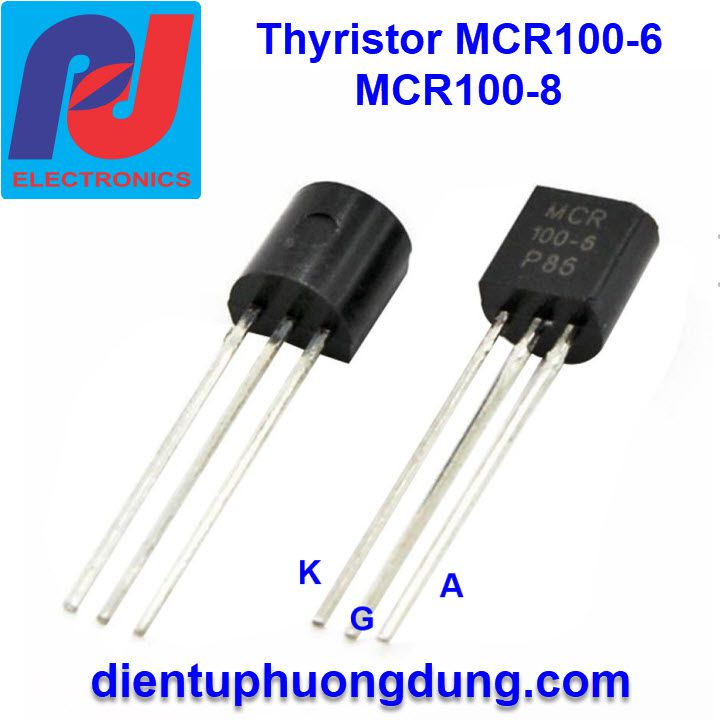 ELECTRONICS
Thyristor MCR100-6
MCR100-8
MCR
100-6
P86
K
G
A
dientuphuongdung.com